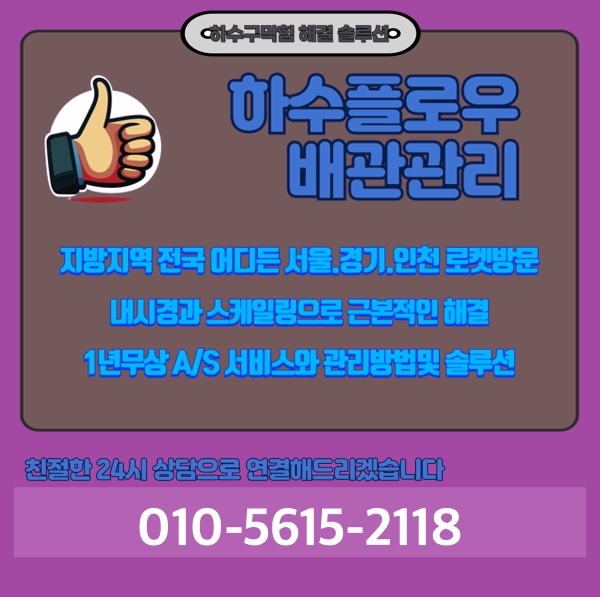 하수구막힘 해결 솔루션
하수플로우
배관관리
지방지역 전국 어디든 서울.경기.인천 로켓방문
내시경과 스케일링으로 근본적인 해결
1년무상 A/S 서비스와 관리방법및 솔루션
친절한 24시 상담으로 연결해드리겠습니다
010-5615-2118